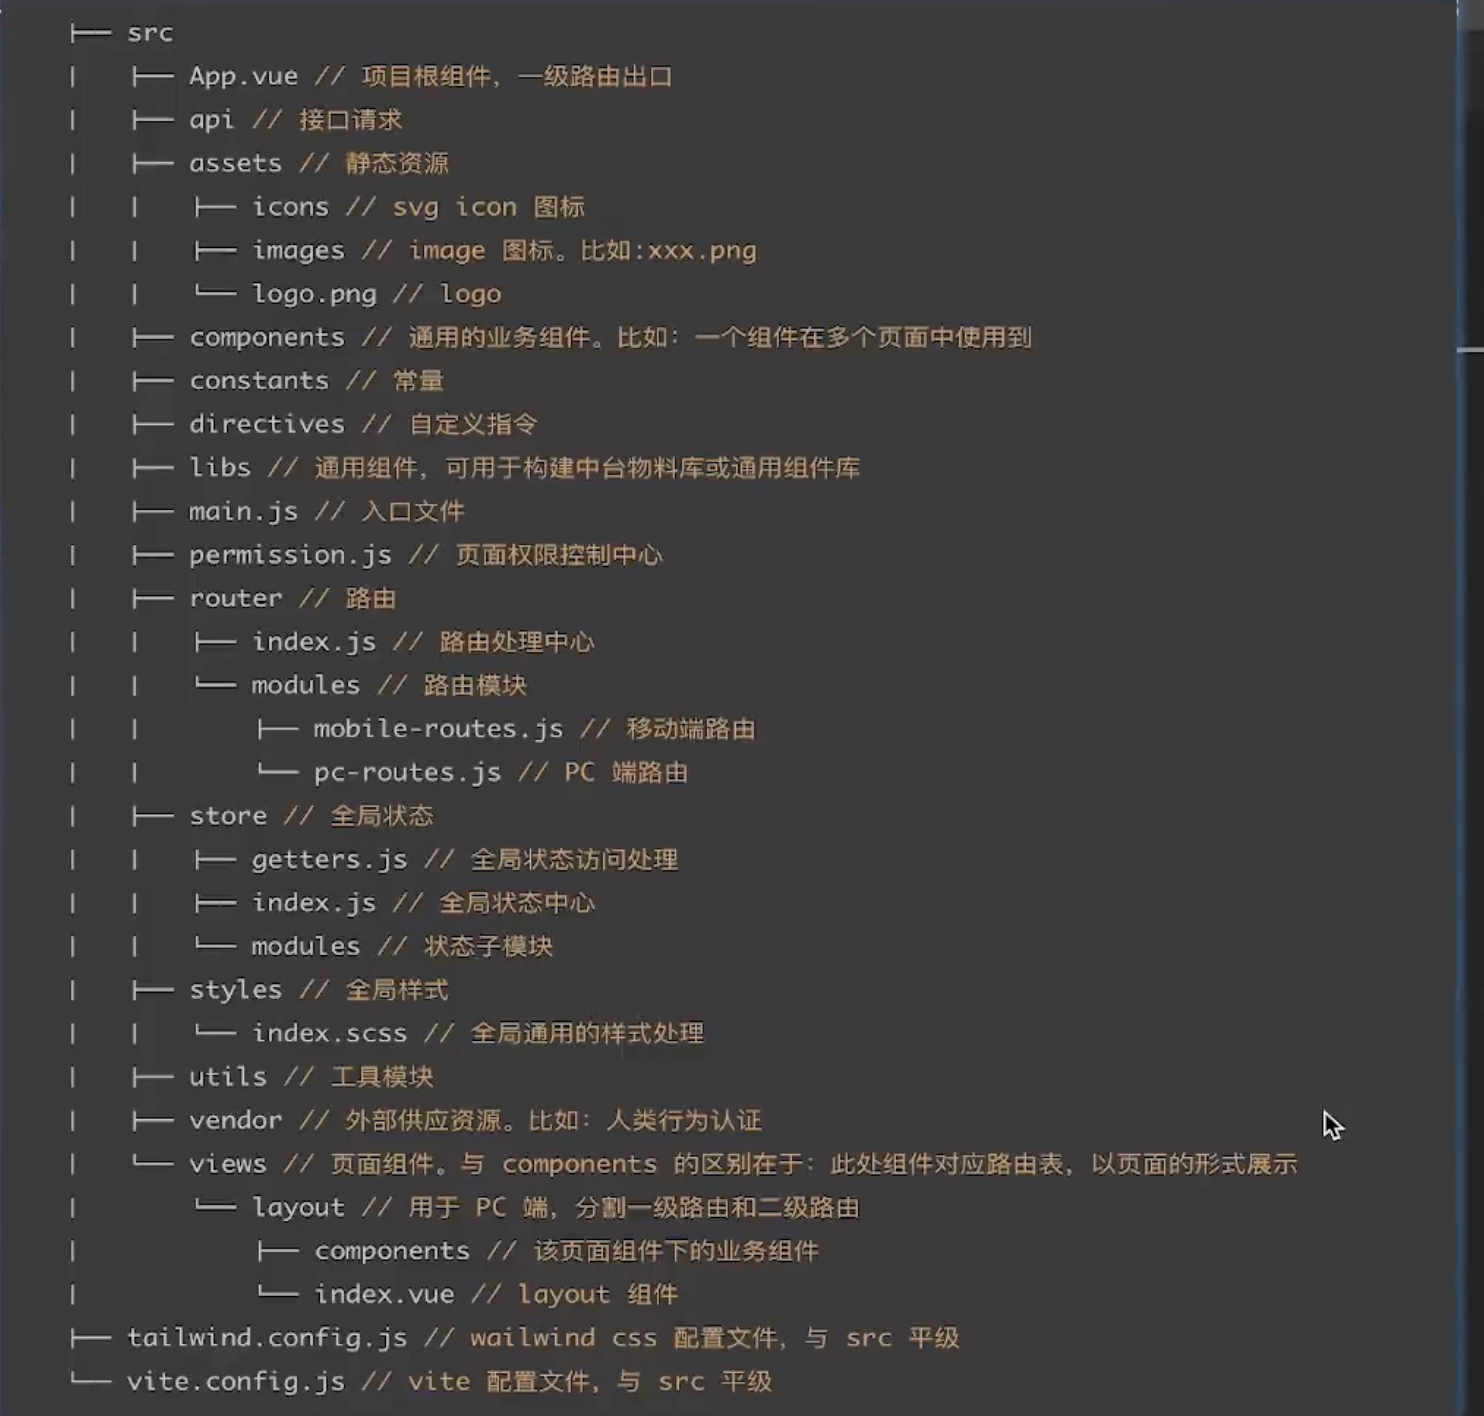 ├── src
│   ├── App.vue // 项目根组件，一级路由出口
│   ├── api // 接口请求
│   ├── assets // 静态资源
│   │   ├── icons // svg icon 图标
│   │   ├── images // image 图标。比如:xxx.png
│   │   └── logo.png // logo
│   ├── components // 通用的业务组件。比如：一个组件在多个页面中使用到
│   ├── constants // 常量
│   ├── directives // 自定义指令
│   ├── libs // 通用组件，可用于构建中台物料库或通用组件库
│   ├── main.js // 入口文件
│   ├── permission.js // 页面权限控制中心
│   ├── router // 路由
│   │   ├── index.js // 路由处理中心
│   │   └── modules // 路由模块
│   │       ├── mobile-routes.js // 移动端路由
│   │       └── pc-routes.js // PC 端路由
│   ├── store // 全局状态
│   │   ├── getters.js // 全局状态访问处理
│   │   ├── index.js // 全局状态中心
│   │   └── modules // 状态子模块
│   ├── styles // 全局样式
│   │   └── index.scss // 全局通用的样式处理
│   ├── utils // 工具模块
│   ├── vendor // 外部供应资源。比如：人类行为认证
│   └── views // 页面组件。与 components 的区别在于：此处组件对应路由表，以页面的形式展示
│       └── layout // 用于 PC 端，分割一级路由和二级路由
│           ├── components // 该页面组件下的业务组件
│           └── index.vue // layout 组件
├── tailwind.config.js // wailwind css 配置文件，与 src 平级
└── vite.config.js // vite 配置文件，与 src 平级